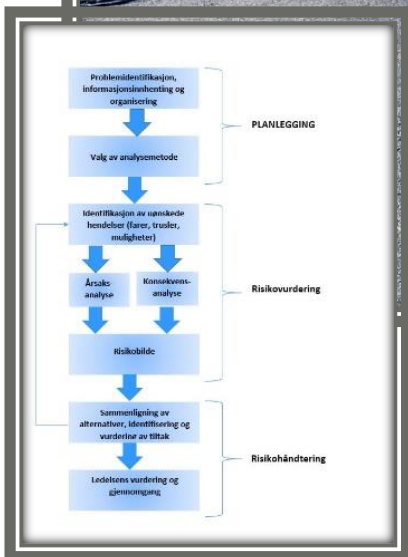 Problemidentifikasjon,
informasjonsinnhenting og
organisering
PLANLEGGING
Valg av analysemetode
Identifikasjon av uønskede
hendelser (farer, trusler,
muligheter)
Årsaks-
analyse
Konsekvens-
analyse
Risikovurdering
Risikobilde
Sammenligning av
alternativer, identifisering og
vurdering av tiltak
Risikohåndtering
Ledelsens vurdering og
gjennomgang